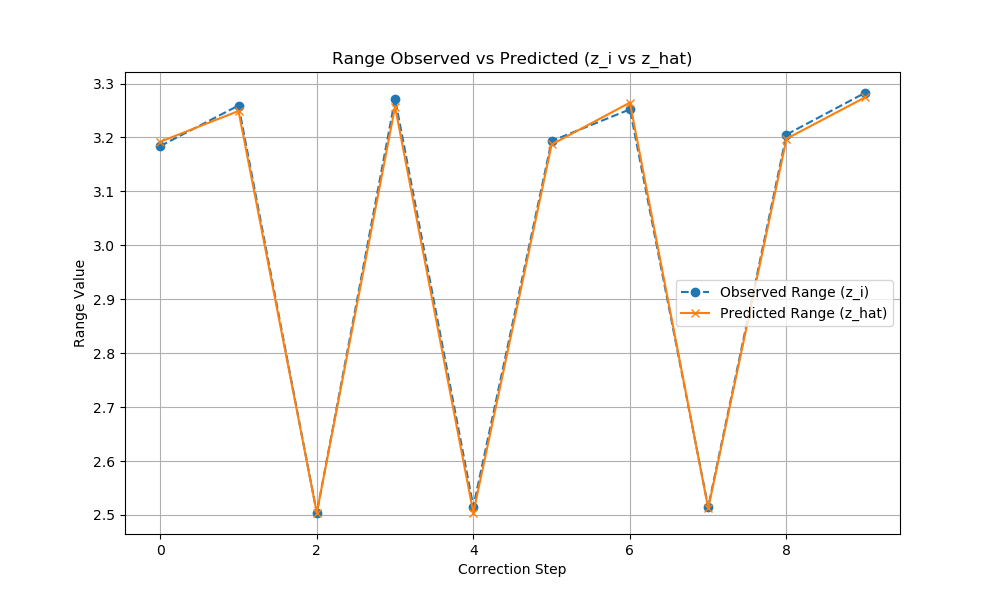 Range Observed vs Predicted (z_i vs z_hat)
3.3
3.2
3.1
3.0
2.9
2.8
2.7
2.6
2.5
Range Value
Observed Range (z_i)
Predicted Range (z_hat)
0 2 4 6 8
Correction Step